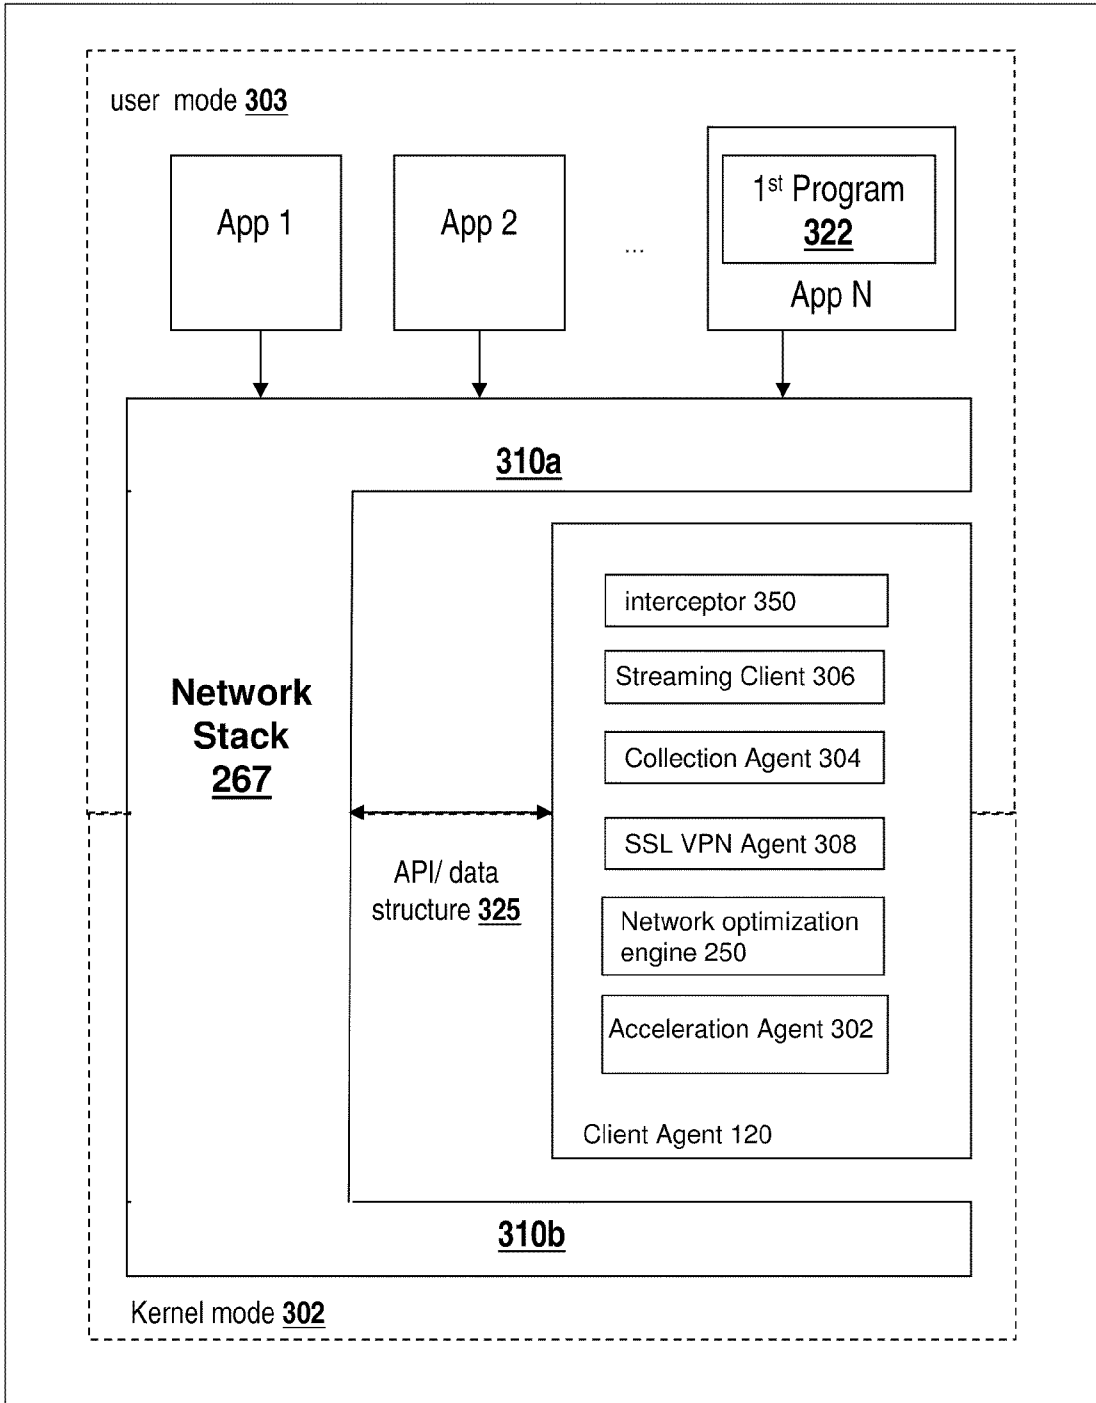 user mode 303
App 1
App 2
...
1st Program
322
App N
310a
Network
Stack
267
API/ data
structure 325
interceptor 350
Streaming Client 306
Collection Agent 304
SSL VPN Agent 308
Network optimization
engine 250
Acceleration Agent 302
Client Agent 120
310b
Kernel mode 302